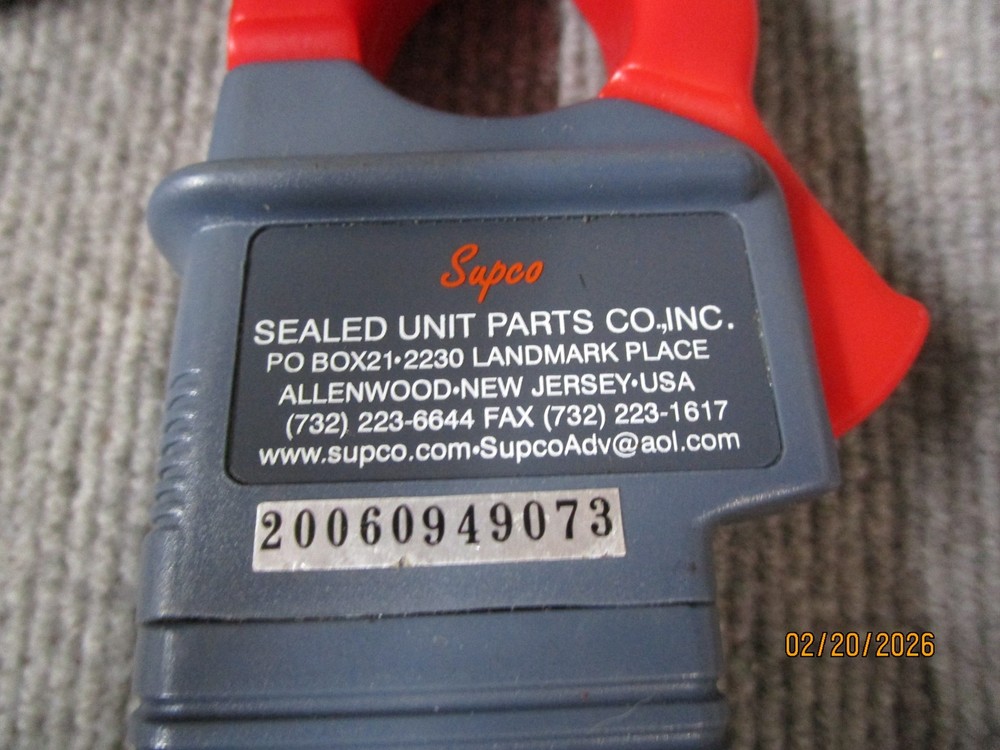 Supco
SEALED UNIT PARTS CO.,INC.
PO BOX21•2230 LANDMARK PLACE
ALLENWOOD•NEW JERSEY•USA
(732) 223-6644 FAX (732) 223-1617
www.supco.com•SupcoAdv@aol.com
20060949073
02/20/2026